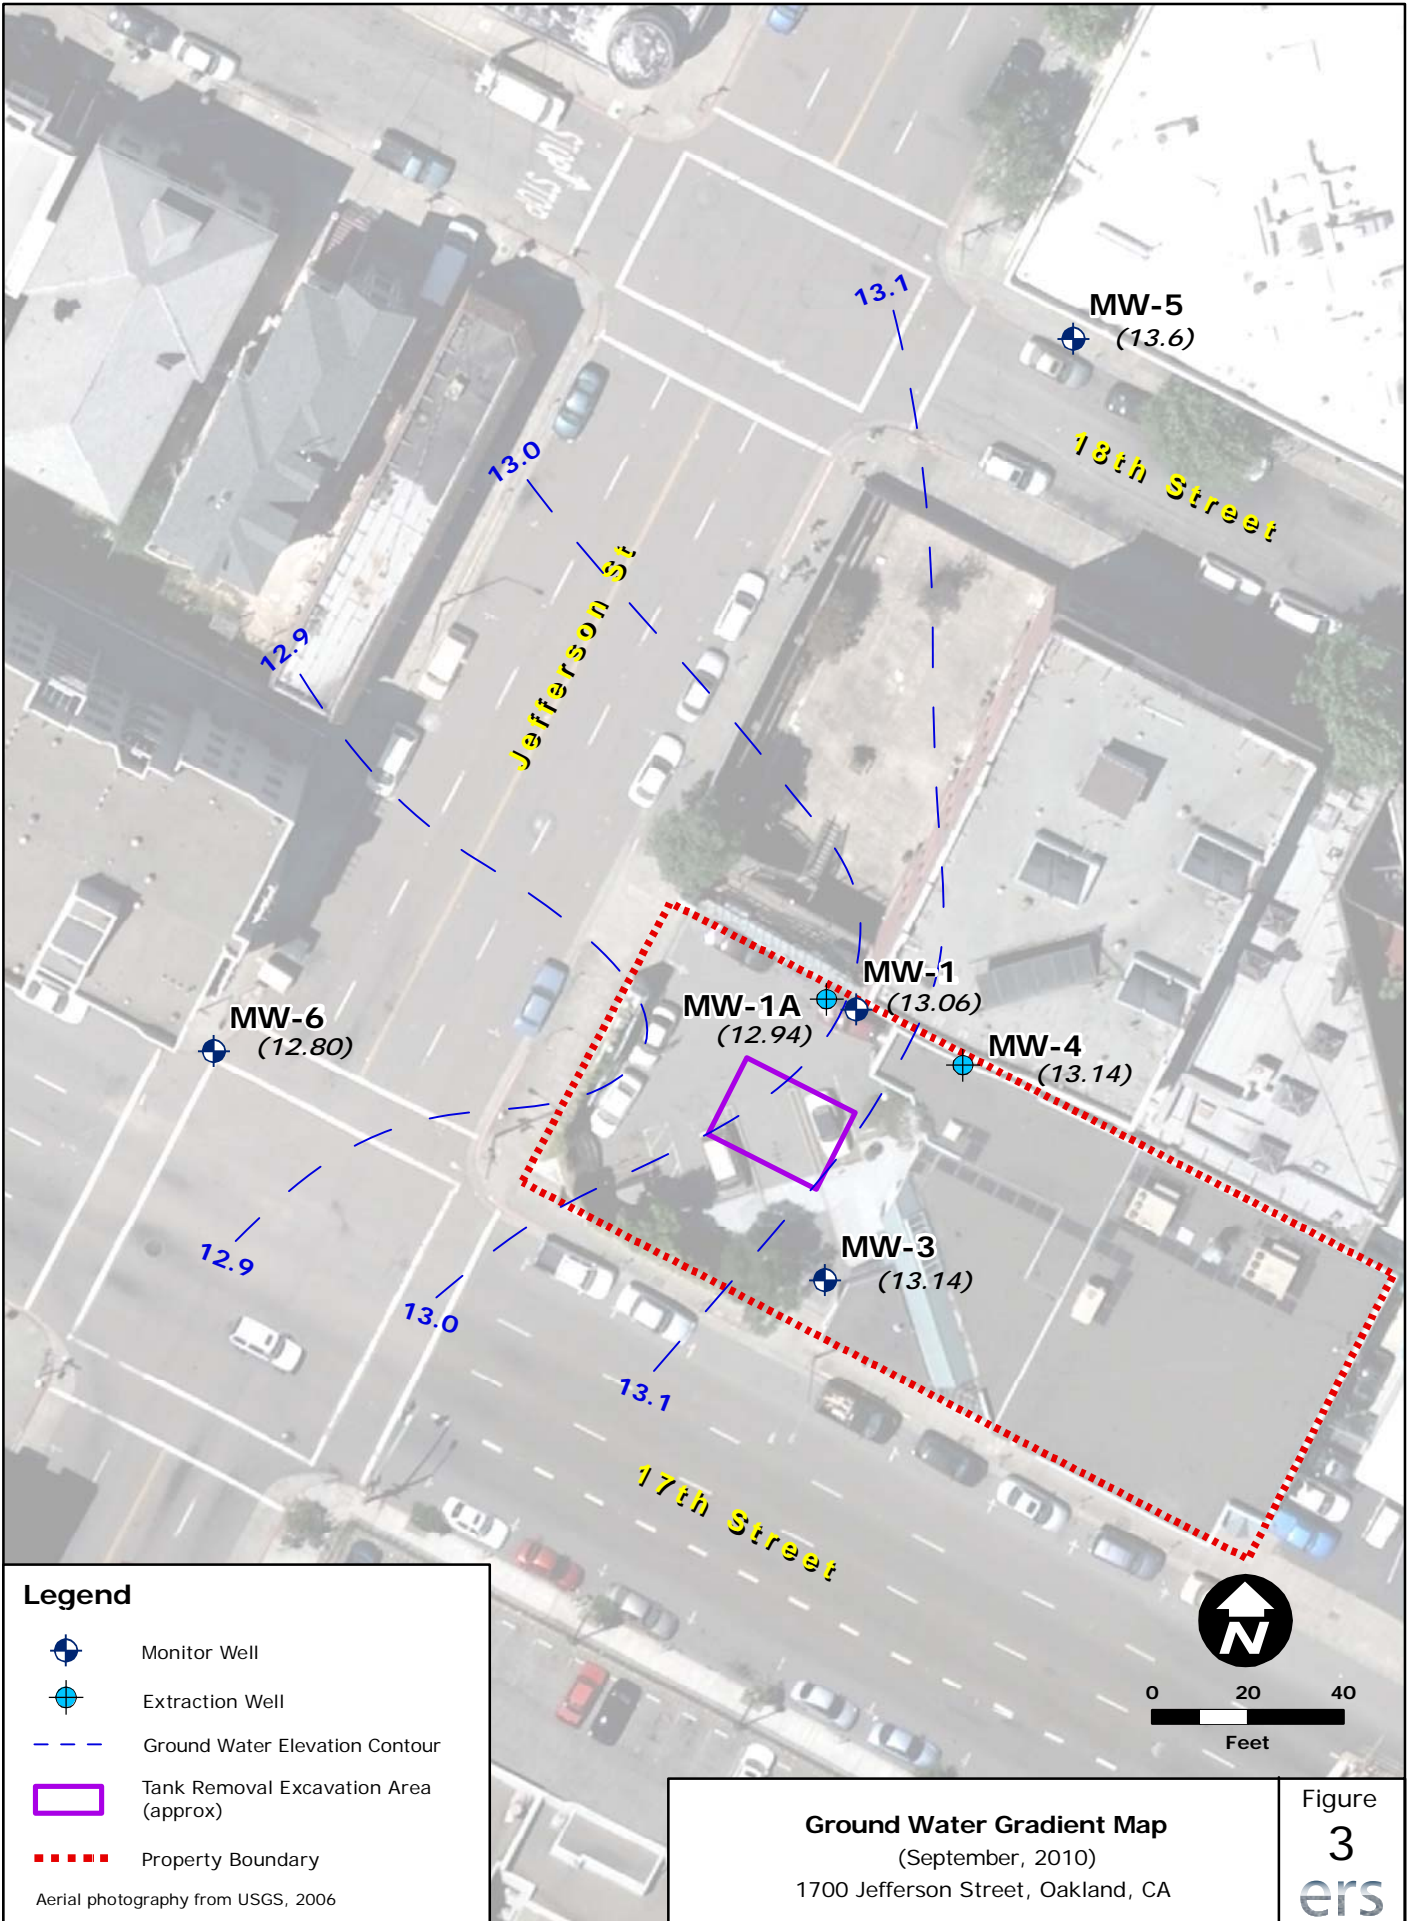 13.1
MW-5
(13.6)
18th Street
13.0
Jefferson St
12.9
MW-1
(13.06)
MW-1A
(12.94)
MW-6
(12.80)
MW-4
(13.14)
MW-3
(13.14)
12.9
13.0
13.1
17th Street
STOP STOP
N
0 20 40
Feet
Legend
Monitor Well
Extraction Well
Ground Water Elevation Contour
Tank Removal Excavation Area
(approx)
Property Boundary
Aerial photography from USGS, 2006
Ground Water Gradient Map
(September, 2010)
1700 Jefferson Street, Oakland, CA
Figure
3
ers